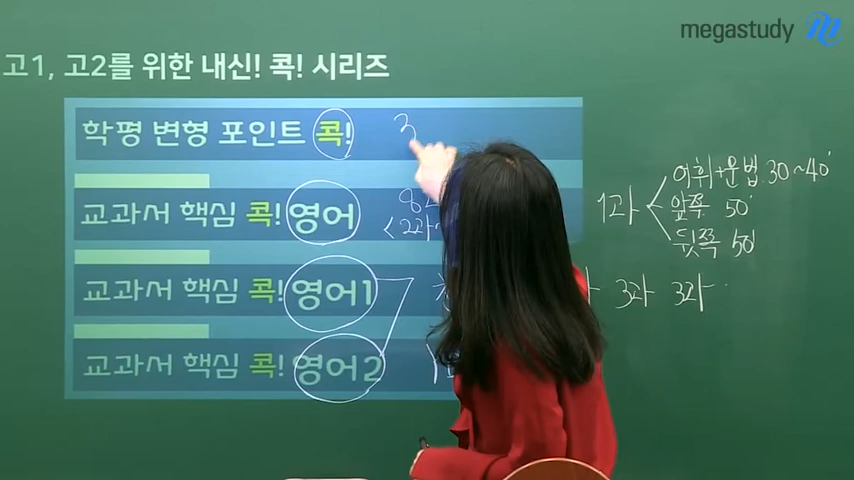 megastudy
고1, 고2를 위한 내신! 콕! 시리즈
학평 변형 포인트 콕! 3
교과서 핵심 콕! 영어
<2과
교과서 핵심 콕! 영어1
교과서 핵심 콕! 영어2
1과 어휘+문법 30~40'
앞쪽 50'
뒷쪽 50'
3과 3과